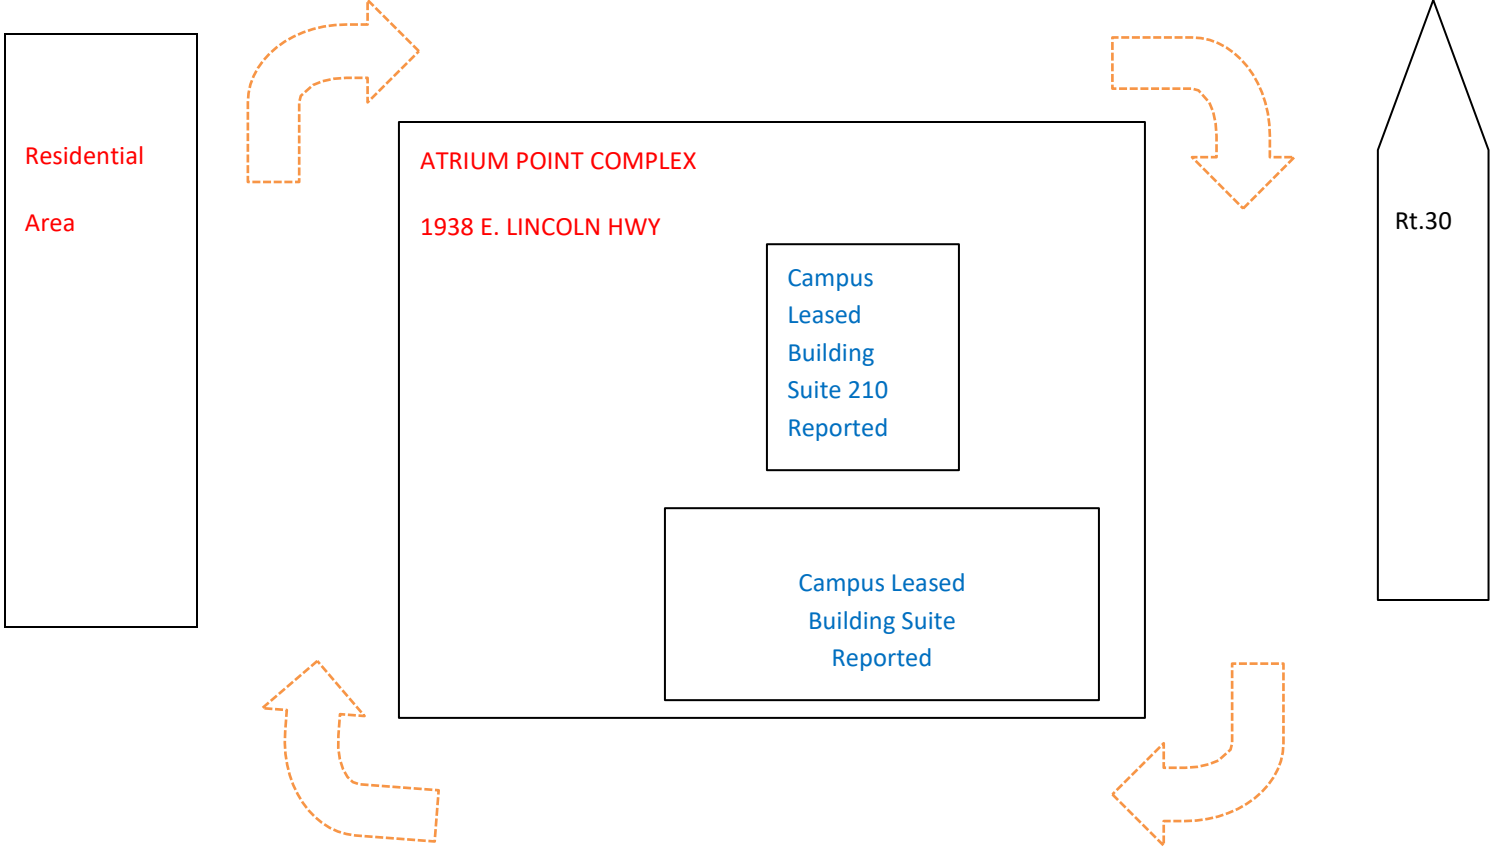 Residential
Area
ATRIUM POINT COMPLEX
1938 E. LINCOLN HWY
Campus
Leased
Building
Suite 210
Reported
Campus Leased
Building Suite
Reported
Rt.30